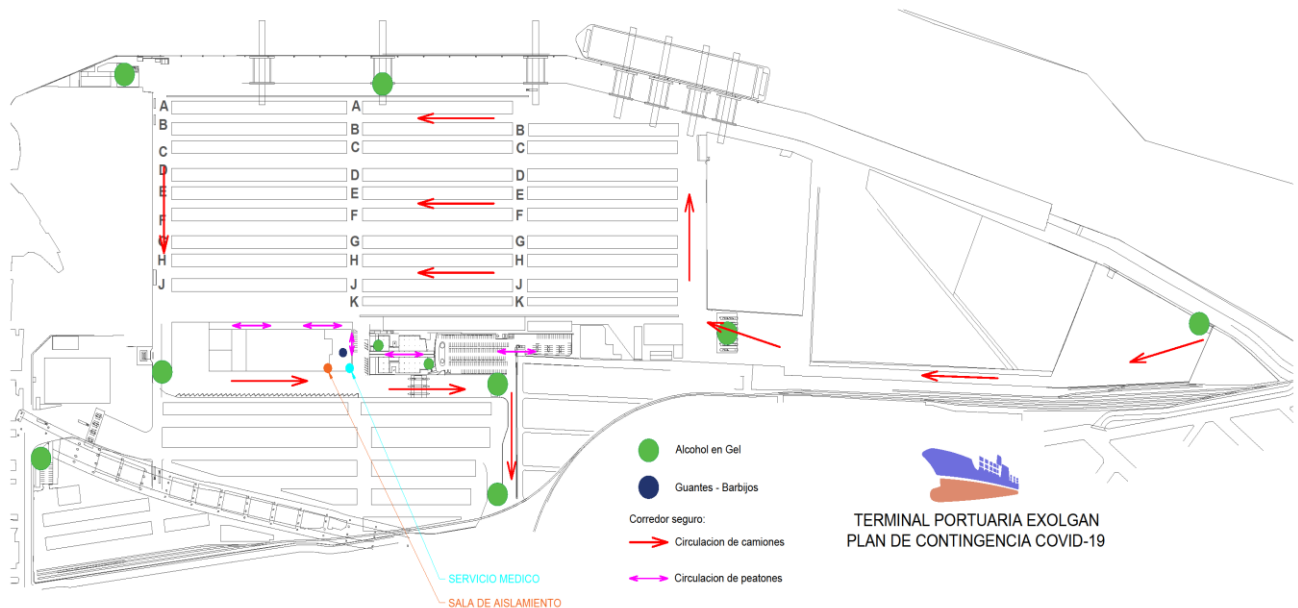 A A
B B B
C C C
D D D
E E E
F F F
G G G
H H H
J J J
K K
Alcohol en Gel
Guantes - Barbijos
Corredor seguro:
Circulacion de camiones
Circulacion de peatones
TERMINAL PORTUARIA EXOLGAN
PLAN DE CONTINGENCIA COVID-19
SERVICIO MEDICO
SALA DE AISLAMIENTO